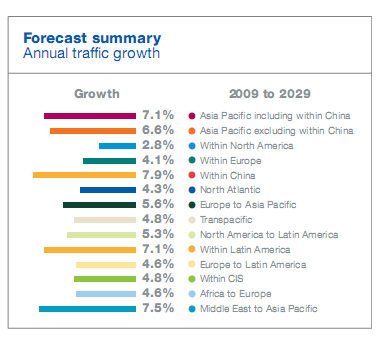 Forecast summary
Annual traffic growth
Growth 2009 to 2029
7.1% Asia Pacific including within China
6.6% Asia Pacific excluding within China
2.8% Within North America
4.1% Within Europe
7.9% Within China
4.3% North Atlantic
5.6% Europe to Asia Pacific
4.8% Transpacific
5.3% North America to Latin America
7.1% Within Latin America
4.6% Europe to Latin America
4.8% Within CIS
4.6% Africa to Europe
7.5% Middle East to Asia Pacific